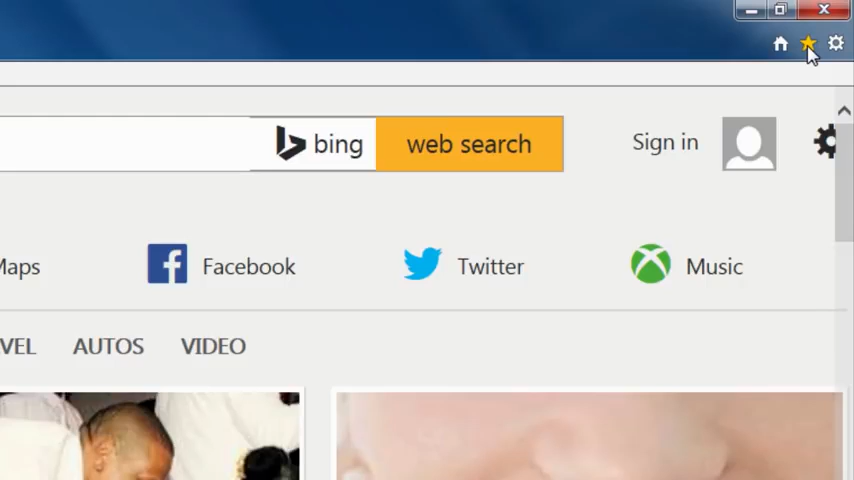 bing
web search
Sign in
Maps
Facebook
Twitter
Music
VEL
AUTOS
VIDEO